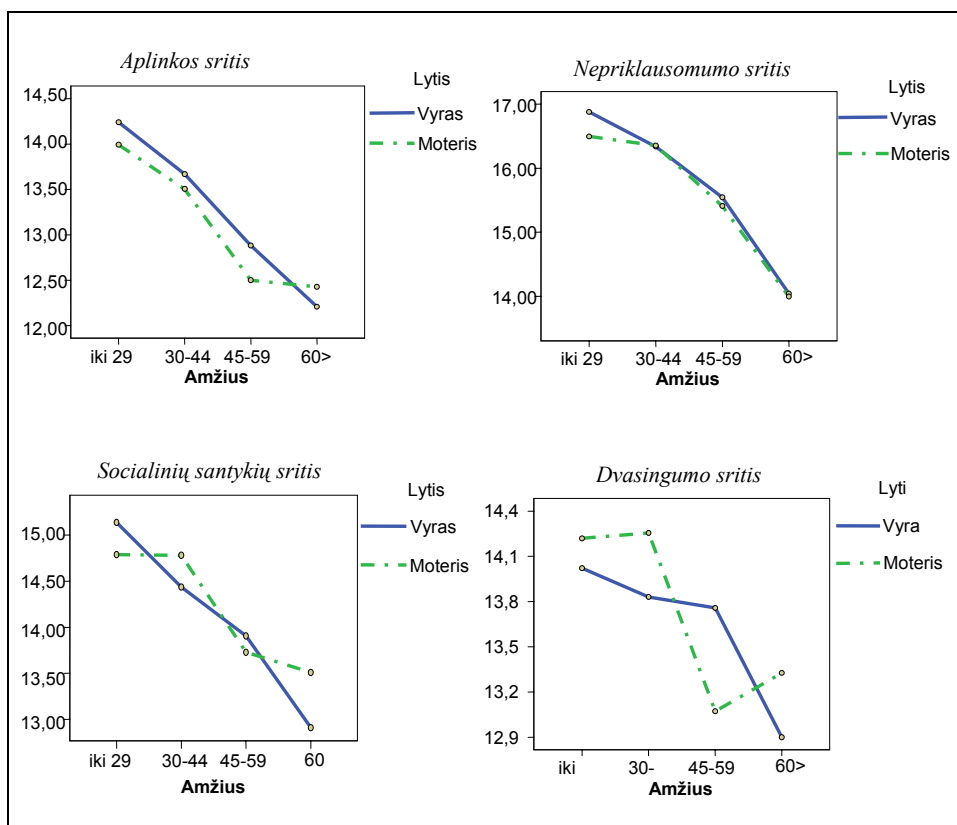 Aplinkos sritis
Lytis
Vyras
Moteris
14,50
14,00
13,50
13,00
12,50
12,00
iki 29 30-44 45-59 60>
Amžius
Nepriklausomumo sritis
Lytis
Vyras
Moteris
17,00
16,00
15,00
14,00
iki 29 30-44 45-59 60>
Amžius
Socialinių santykių sritis
Lytis
Vyras
Moteris
15,00
14,50
14,00
13,50
13,00
iki 29 30-44 45-59 60
Amžius
Dvasingumo sritis
Lyti
Vyra
Moteris
14,4
14,1
13,8
13,5
13,2
12,9
iki 30- 45-59 60>
Amžius